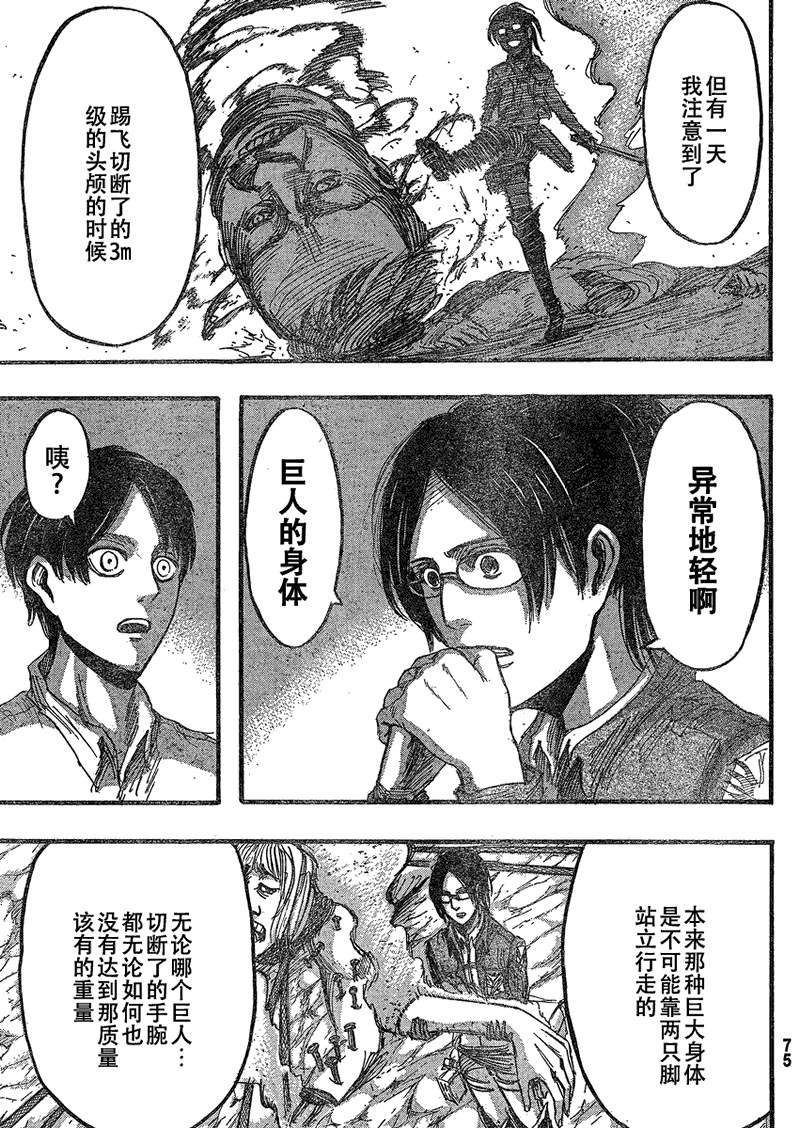 但有一天
我注意到了
踢飞切断了的3m
级的头颅的时候
异常地轻啊
巨人的身体
咦?
本来那种巨大身体
是不可能靠两只脚
站立行走的
无论哪个巨人…
切断了的手腕
都无论如何也
没有达到那质量
该有的重量
75